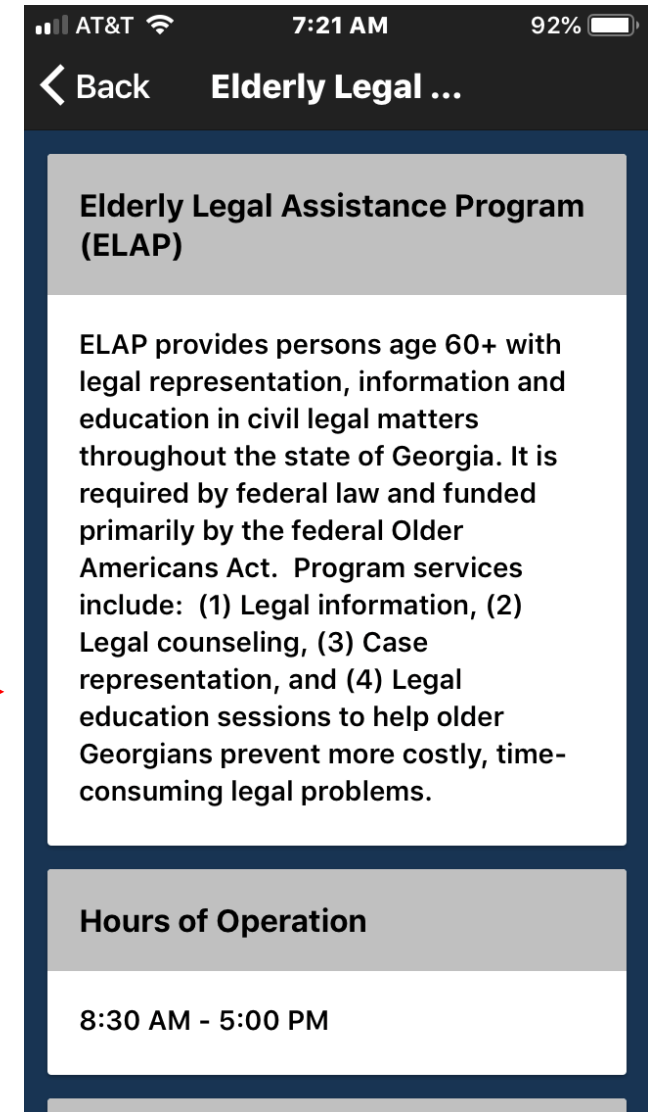 AT&T 7:21 AM 92%
Back Elderly Legal ...
Elderly Legal Assistance Program
(ELAP)
ELAP provides persons age 60+ with
legal representation, information and
education in civil legal matters
throughout the state of Georgia. It is
required by federal law and funded
primarily by the federal Older
Americans Act.  Program services
include:  (1) Legal information, (2)
Legal counseling, (3) Case
representation, and (4) Legal
education sessions to help older
Georgians prevent more costly, time-
consuming legal problems.
Hours of Operation
8:30 AM - 5:00 PM